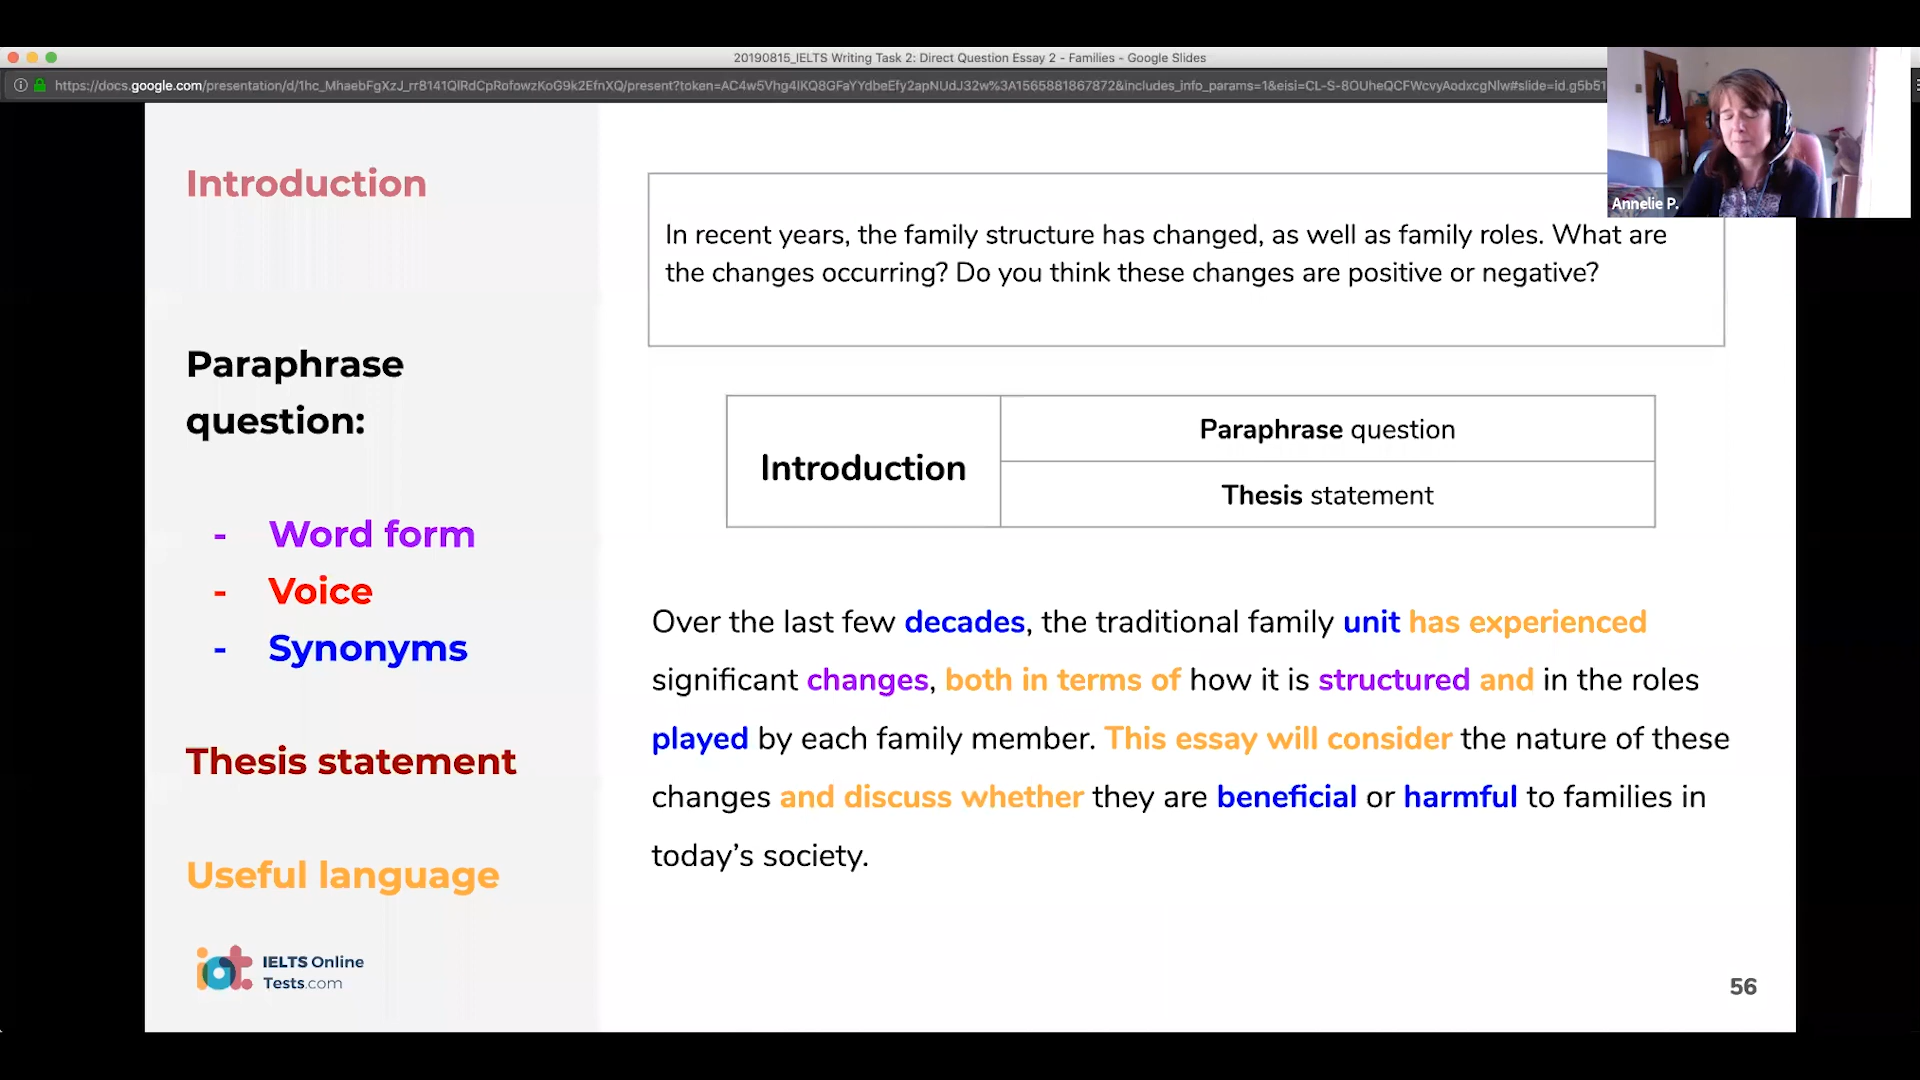 20190815_IELTS Writing Task 2: Direct Question Essay 2 - Families - Google Slides
Annelie P.
Introduction
In recent years, the family structure has changed, as well as family roles. What are
the changes occurring? Do you think these changes are positive or negative?
Paraphrase
question:
- Word form
- Voice
- Synonyms
Thesis statement
Useful language
Introduction
Paraphrase question
Thesis statement
Over the last few decades, the traditional family unit has experienced
significant changes, both in terms of how it is structured and in the roles
played by each family member. This essay will consider the nature of these
changes and discuss whether they are beneficial or harmful to families in
today's society.
iot
IELTS Online
Tests.com
56